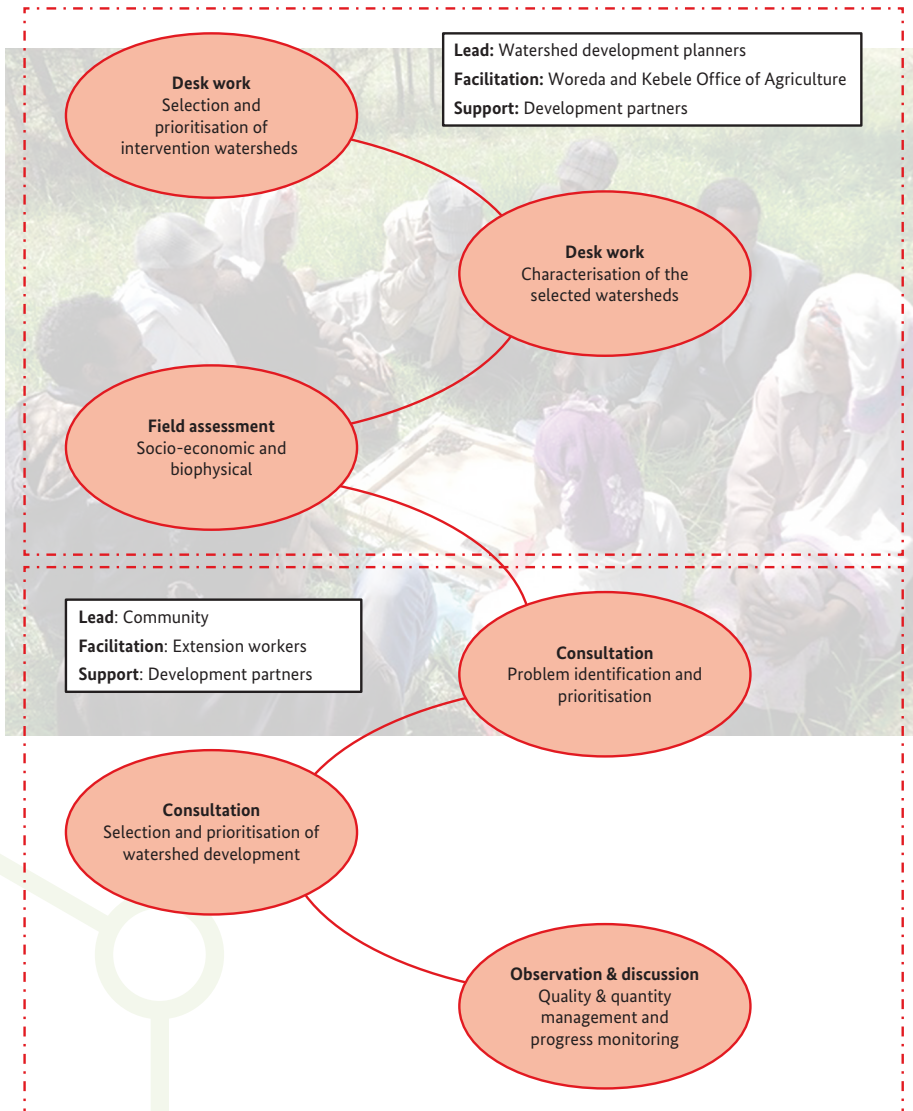 Desk work
Selection and
prioritisation of
intervention watersheds
Lead: Watershed development planners
Facilitation: Woreda and Kebele Office of Agriculture
Support: Development partners
Desk work
Characterisation of the
selected watersheds
Field assessment
Socio-economic and
biophysical
Lead: Community
Facilitation: Extension workers
Support: Development partners
Consultation
Problem identification and
prioritisation
Consultation
Selection and prioritisation of
watershed development
Observation & discussion
Quality & quantity
management and
progress monitoring